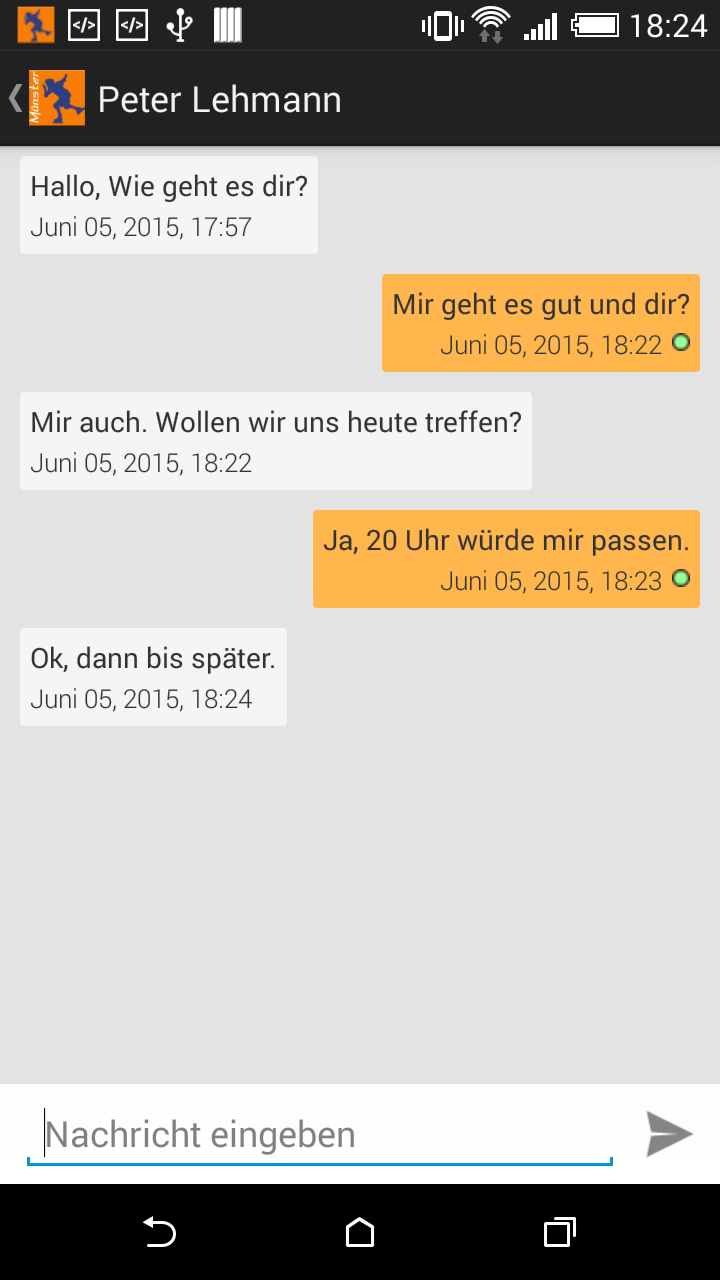 18:24
Münster
Peter Lehmann
Hallo, Wie geht es dir?
Juni 05, 2015, 17:57
Mir geht es gut und dir?
Juni 05, 2015, 18:22
Mir auch. Wollen wir uns heute treffen?
Juni 05, 2015, 18:22
Ja, 20 Uhr würde mir passen.
Juni 05, 2015, 18:23
Ok, dann bis später.
Juni 05, 2015, 18:24
Nachricht eingeben